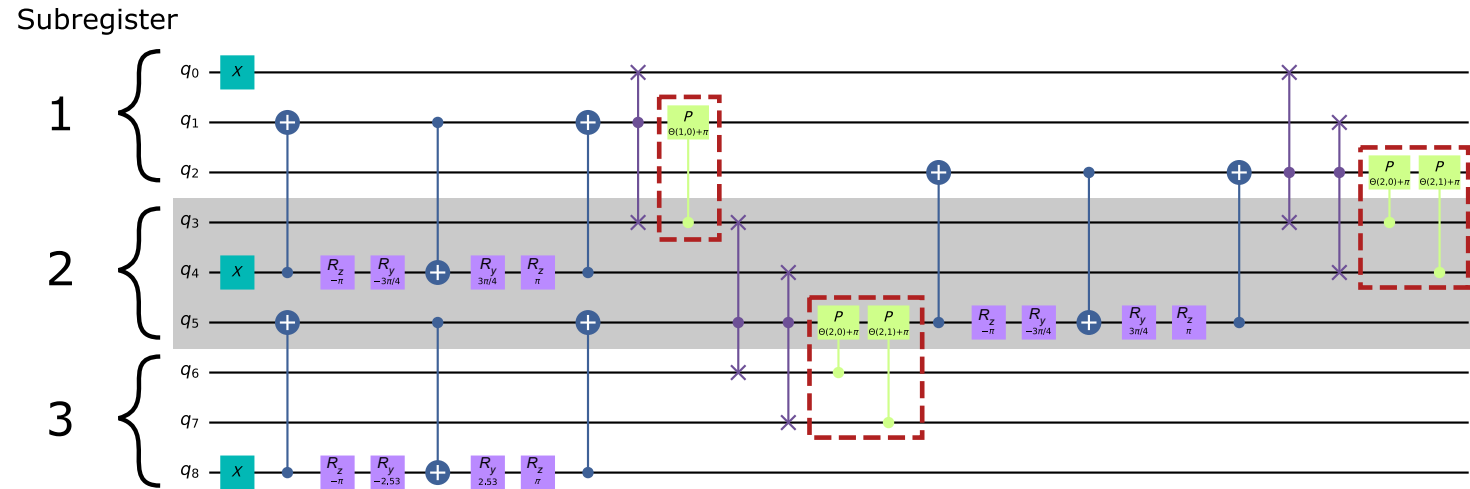 Subregister
1
2
3
q0
q1
q2
q3
q4
q5
q6
q7
q8
X
X
X
Rz
−π
Ry
−3π/4
Ry
3π/4
Rz
π
Rz
−π
Ry
−2,53
Ry
2.53
Rz
π
P
Θ(1,0)+π
P
Θ(2,0)+π
P
Θ(2,1)+π
Rz
−π
Ry
−3π/4
Ry
3π/4
Rz
π
P
Θ(2,0)+π
P
Θ(2,1)+π